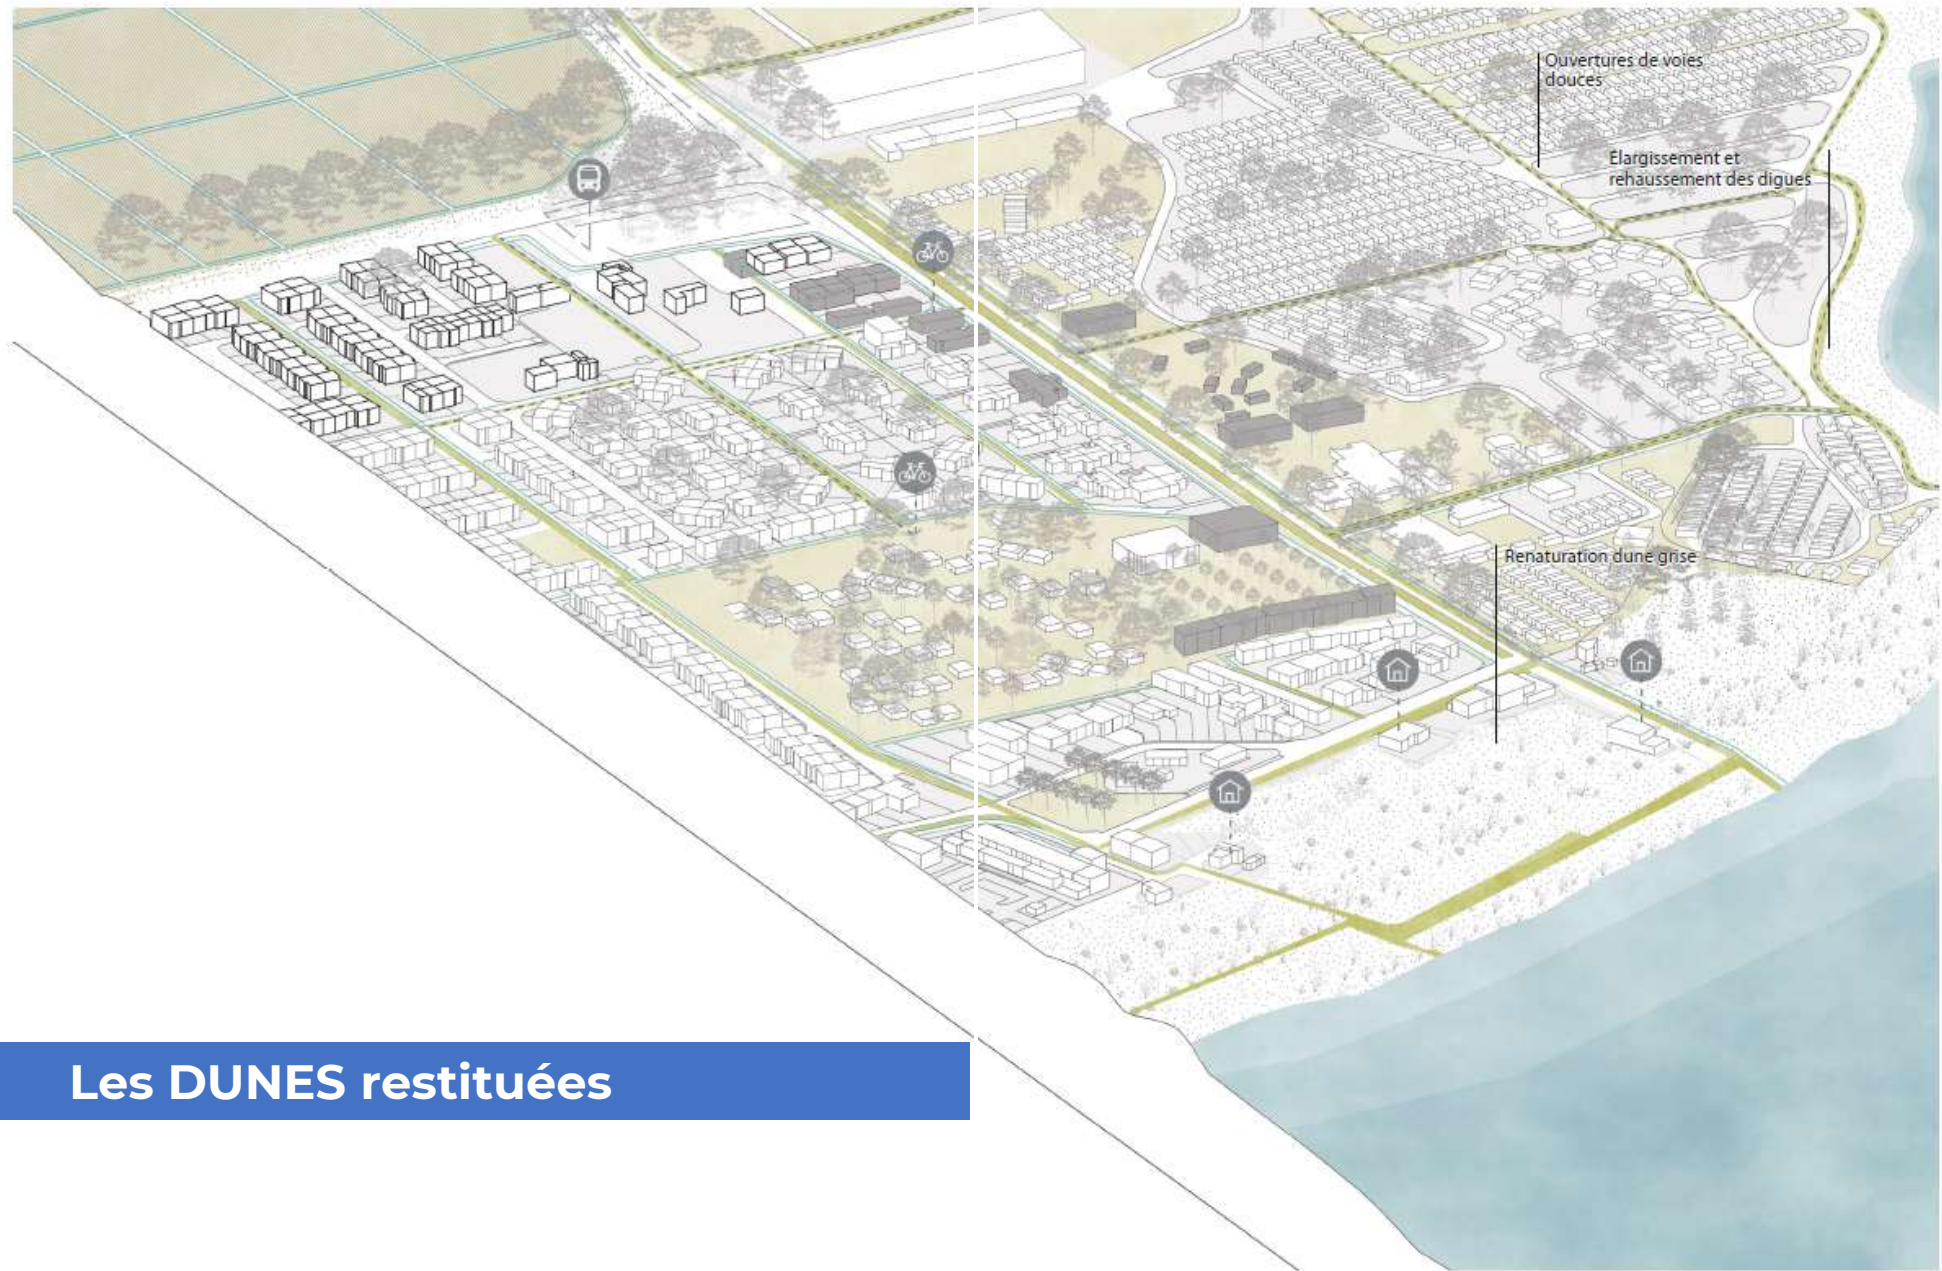 Ouvertures de voies
douces
Élargissement et
rehaussement des digues
Renaturation dune grise
Les DUNES restituées